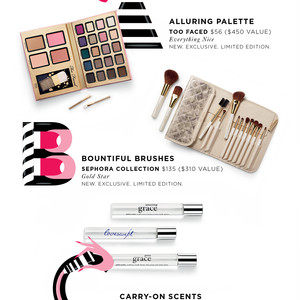 ALLURING PALETTE
TOO FACED $56 ($450 VALUE)
Everything Nice
NEW. EXCLUSIVE. LIMITED EDITION.
B
BOUNTIFUL BRUSHES
SEPHORA COLLECTION $135 ($310 VALUE)
Gold Star
NEW. EXCLUSIVE. LIMITED EDITION.
grace
loveswept
grace
CARRY-ON SCENTS